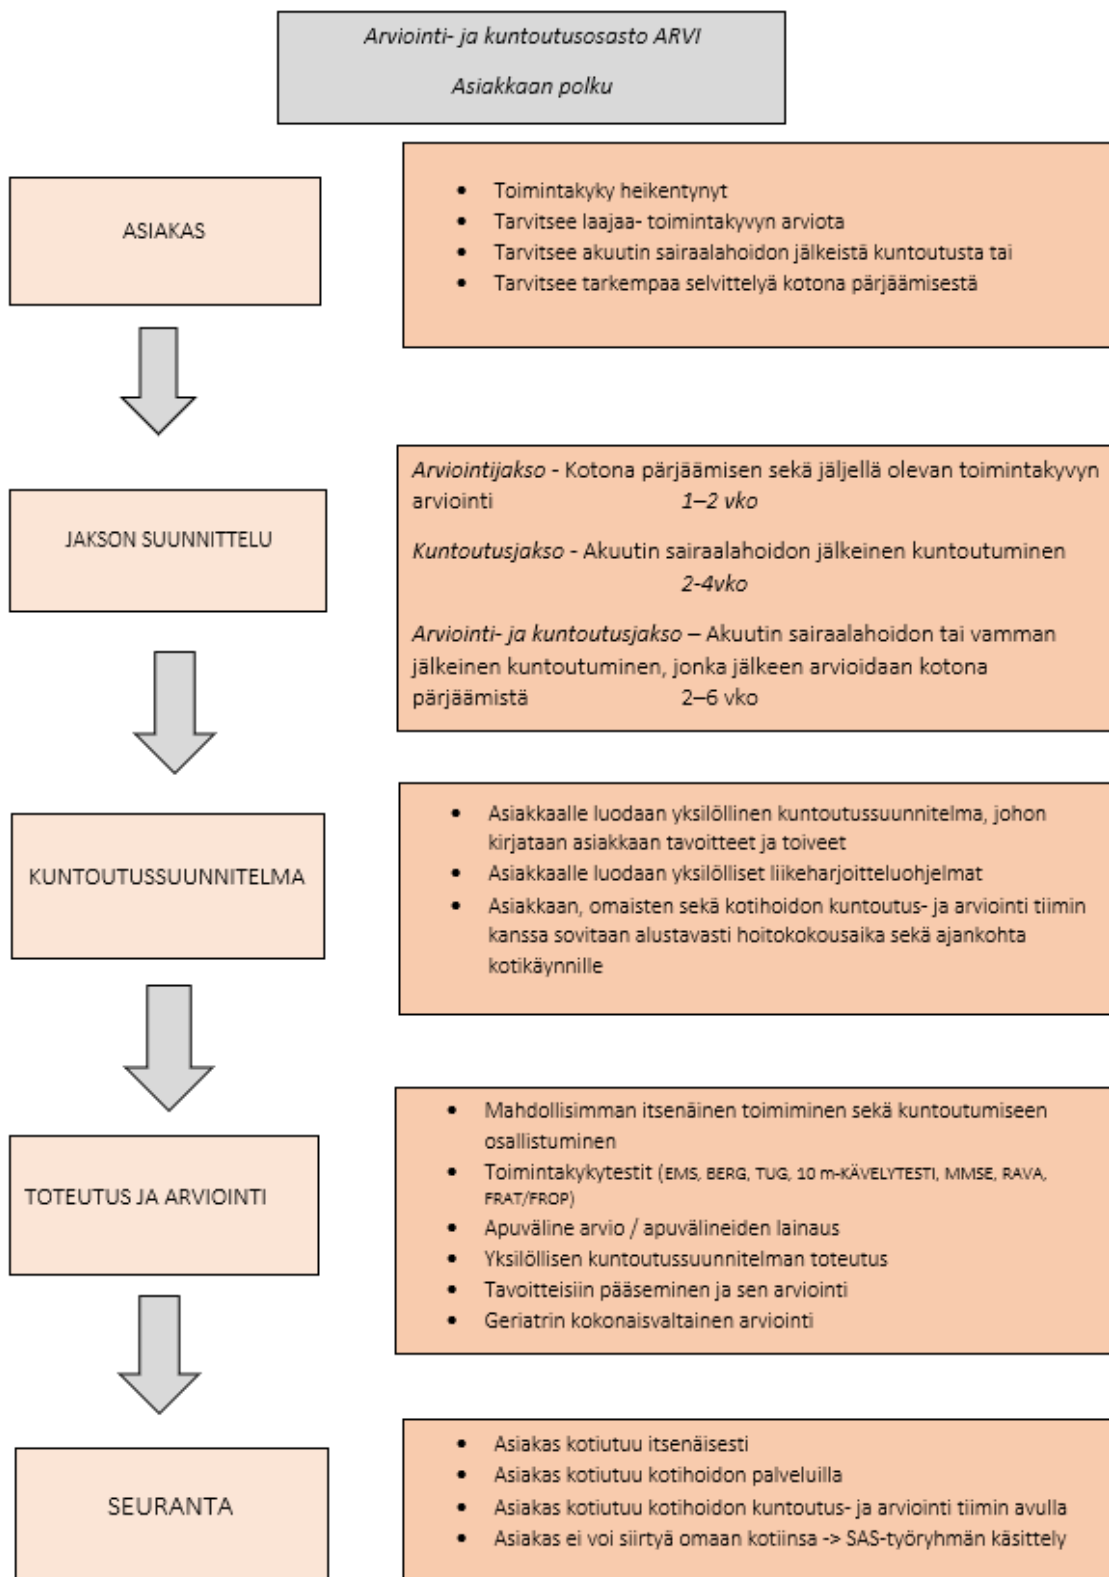 Arviointi- ja kuntoutusosasto ARVI
Asiakkaan polku
ASIAKAS
• Toimintakyky heikentynyt
• Tarvitsee laajaa- toimintakyvyn arviota
• Tarvitsee akuutin sairaalahoidon jälkeistä kuntoutusta tai
• Tarvitsee tarkempaa selvittelyä kotona pärjäämisestä
JAKSON SUUNNITTELU
Arviointijakso - Kotona pärjäämisen sekä jäljellä olevan toimintakyvyn
arviointi 1–2 vko
Kuntoutusjakso - Akuutin sairaalahoidon jälkeinen kuntoutuminen
2-4vko
Arviointi- ja kuntoutusjakso – Akuutin sairaalahoidon tai vamman
jälkeinen kuntoutuminen, jonka jälkeen arvioidaan kotona
pärjäämistä 2–6 vko
KUNTOUTUSSUUNNITELMA
• Asiakkaalle luodaan yksilöllinen kuntoutussuunnitelma, johon
kirjataan asiakkaan tavoitteet ja toiveet
• Asiakkaalle luodaan yksilölliset liikeharjoitteluohjelmat
• Asiakkaan, omaisten sekä kotihoidon kuntoutus- ja arviointi tiimin
kanssa sovitaan alustavasti hoitokokousaika sekä ajankohta
kotikäynnille
TOTEUTUS JA ARVIOINTI
• Mahdollisimman itsenäinen toimiminen sekä kuntoutumiseen
osallistuminen
• Toimintakykytestit (EMS, BERG, TUG, 10 m-KÄVELYTESTI, MMSE, RAVA,
FRAT/FROP)
• Apuväline arvio / apuvälineiden lainaus
• Yksilöllisen kuntoutussuunnitelman toteutus
• Tavoitteisiin pääseminen ja sen arviointi
• Geriatrin kokonaisvaltainen arviointi
SEURANTA
• Asiakas kotiutuu itsenäisesti
• Asiakas kotiutuu kotihoidon palveluilla
• Asiakas kotiutuu kotihoidon kuntoutus- ja arviointi tiimin avulla
• Asiakas ei voi siirtyä omaan kotiinsa -> SAS-työryhmän käsittely